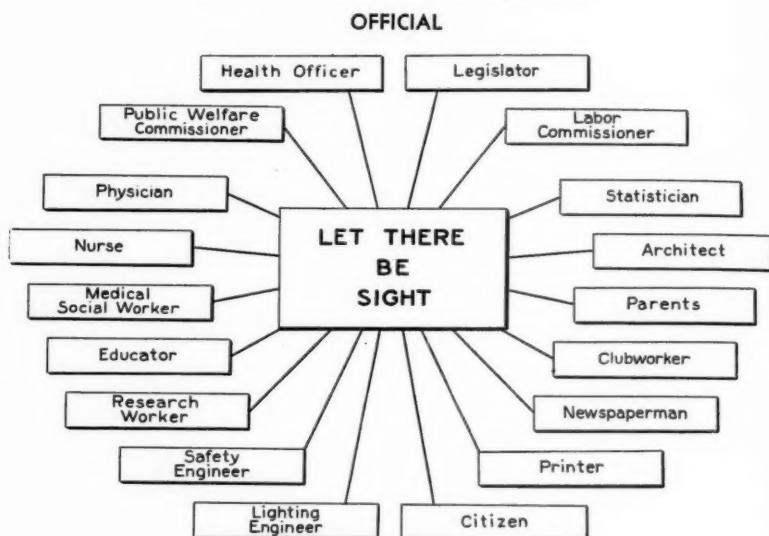 OFFICIAL
Health Officer
Legislator
Public Welfare
Commissioner
Labor
Commissioner
Physician
Statistician
Nurse
Architect
Medical
Social Worker
Parents
Educator
Clubworker
Research
Worker
Newspaperman
Safety
Engineer
Printer
Lighting
Engineer
Citizen
LET THERE
BE
SIGHT